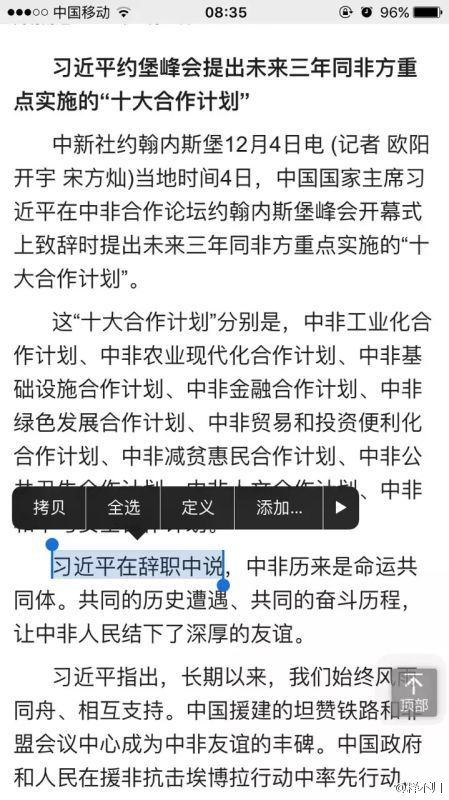 中国移动 08:35 96%
习近平约堡峰会提出未来三年同非方重
点实施的“十大合作计划”
中新社约翰内斯堡12月4日电 (记者 欧阳
开宇 宋方灿)当地时间4日，中国国家主席习
近平在中非合作论坛约翰内斯堡峰会开幕式
上致辞时提出未来三年同非方重点实施的“十
大合作计划”。
这“十大合作计划”分别是，中非工业化合
作计划、中非农业现代化合作计划、中非基
础设施合作计划、中非金融合作计划、中非
绿色发展合作计划、中非贸易和投资便利化
合作计划、中非减贫惠民合作计划、中非公
拷贝 全选 定义 添加... ▶
中非
习近平在辞职中说，中非历来是命运共
同体。共同的历史遭遇、共同的奋斗历程，
让中非人民结下了深厚的友谊。
习近平指出，长期以来，我们始终风雨
同舟、相互支持。中国援建的坦赞铁路和非
顶部
盟会议中心成为中非友谊的丰碑。中国政府
和人民在援非抗击埃博拉行动中率先行动，